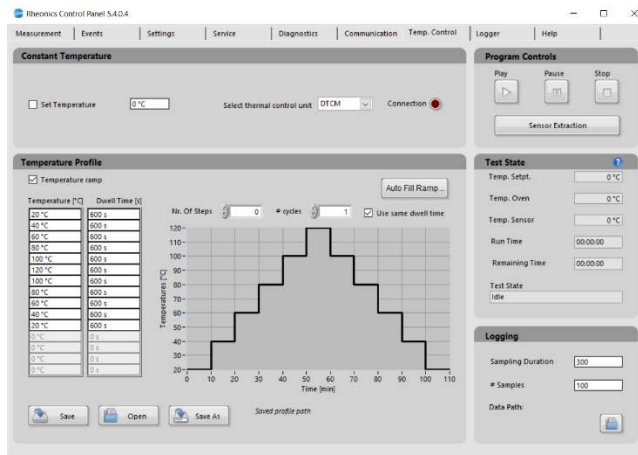 Rheonics Control Panel 5.4.0.4
Measurement Events Settings Service Diagnostics Communication Temp. Control Logger Help
Constant Temperature
Set Temperature 0 °C Select thermal control unit DTCM Connection
Temperature Profile
Temperature ramp
Auto Fill Ramp...
Temperature [°C] Dwell Time [s]
Nr. Of Steps 0 # cycles 1 Use same dwell time
20 °C 600 s
40 °C 600 s
60 °C 600 s
80 °C 600 s
100 °C 600 s
120 °C 600 s
100 °C 600 s
80 °C 600 s
60 °C 600 s
40 °C 600 s
20 °C 600 s
0 °C 0 s
0 °C 0 s
0 °C 0 s
0 °C 0 s
Temperatures [°C]
120
110
100
90
80
70
60
50
40
30
20
0 10 20 30 40 50 60 70 80 90 100 110
Time [min]
Save Open Save As Saved profile path
Program Controls
Play Pause Stop
Sensor Extraction
Test State ?
Temp. Setpt. 0 °C
Temp. Oven 0 °C
Temp. Sensor 0 °C
Run Time 00:00:00
Remaining Time 00:00:00
Test State
Idle
Logging
Sampling Duration 300
# Samples 100
Data Path: